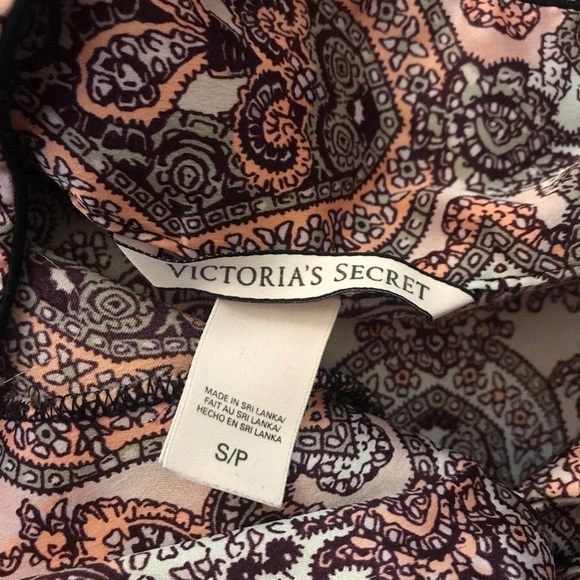 VICTORIA'S SECRET
MADE IN SRI LANKA/
FAIT AU SRI LANKA/
HECHO EN SRI LANKA
S/P